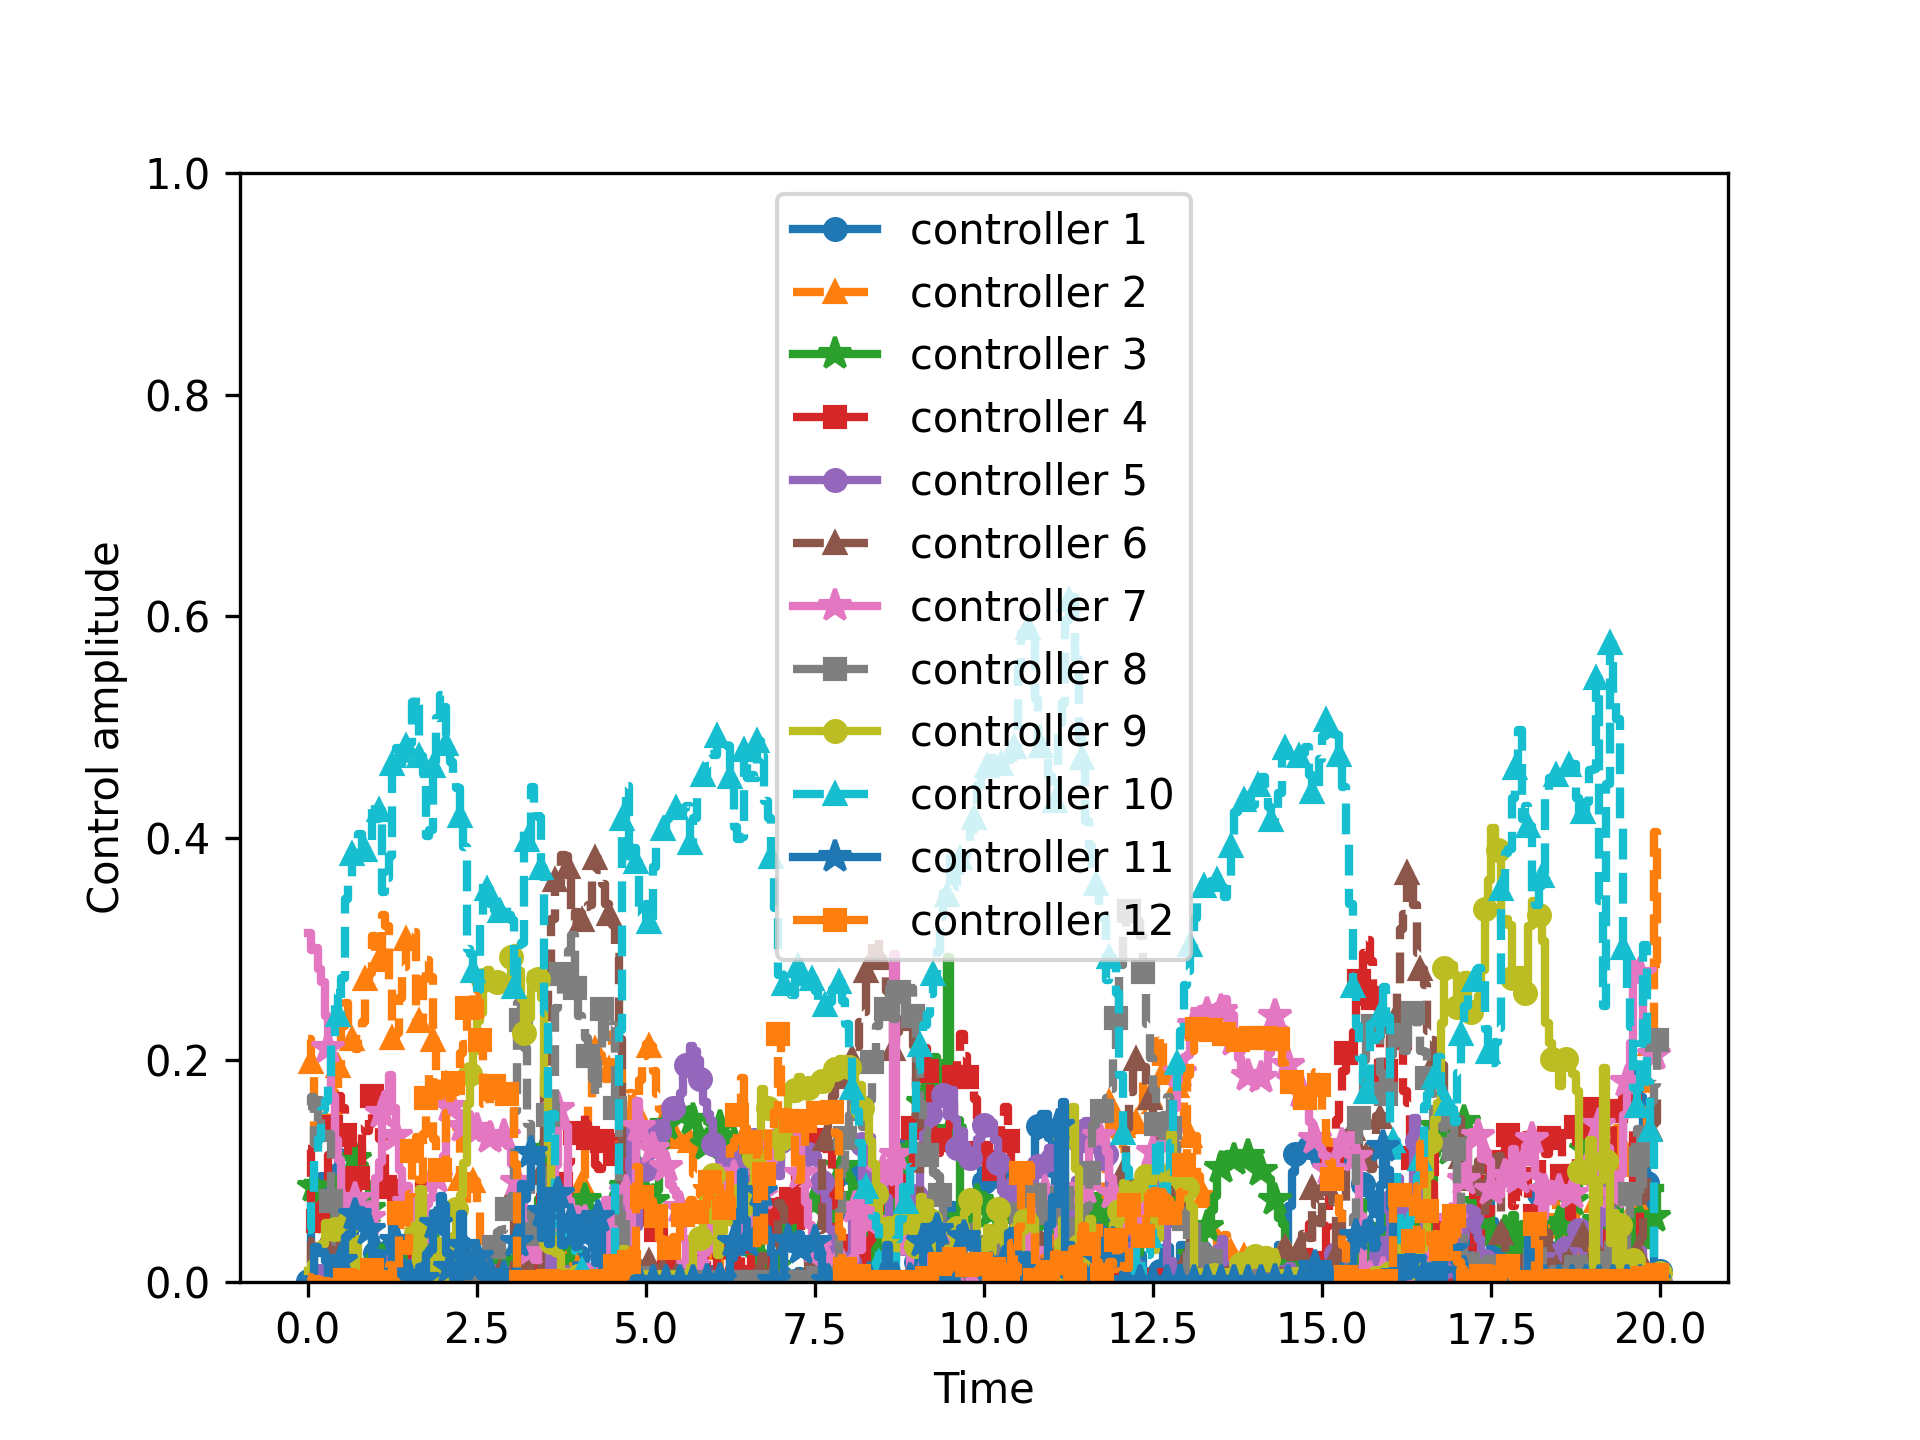 1.0
0.8
0.6
0.4
0.2
0.0
Control amplitude
controller 1
controller 2
controller 3
controller 4
controller 5
controller 6
controller 7
controller 8
controller 9
controller 10
controller 11
controller 12
0.0 2.5 5.0 7.5 10.0 12.5 15.0 17.5 20.0
Time